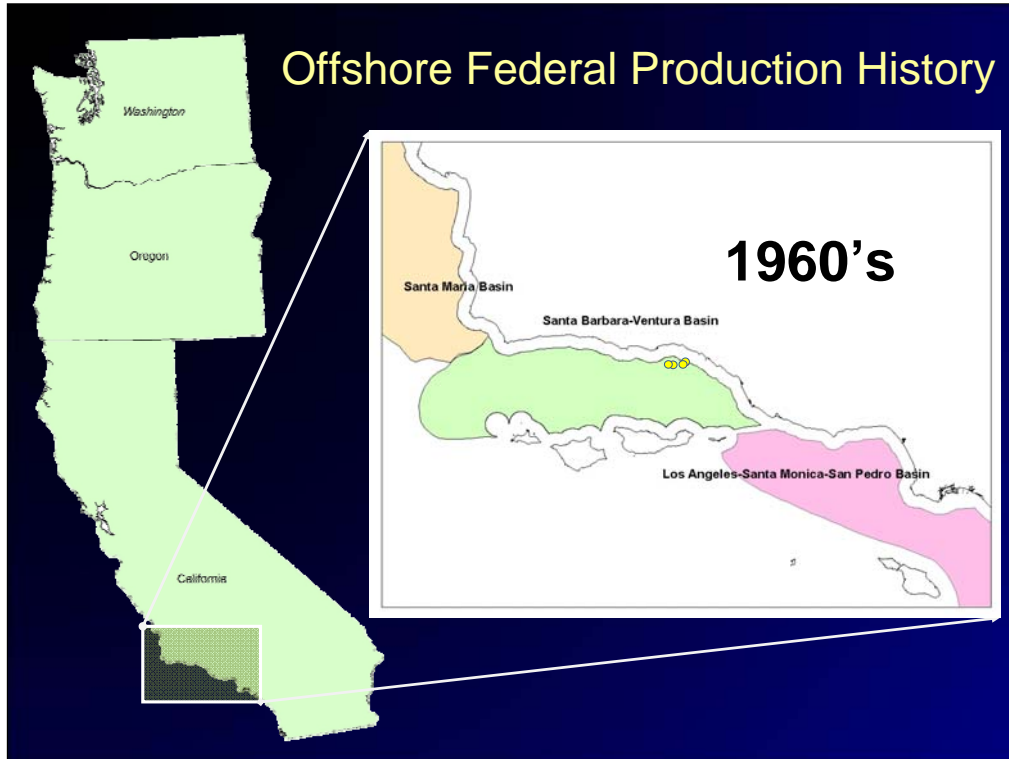 Offshore Federal Production History
Washington
Oregon
California
1960’s
Santa Maria Basin
Santa Barbara-Ventura Basin
Los Angeles-Santa Monica-San Pedro Basin